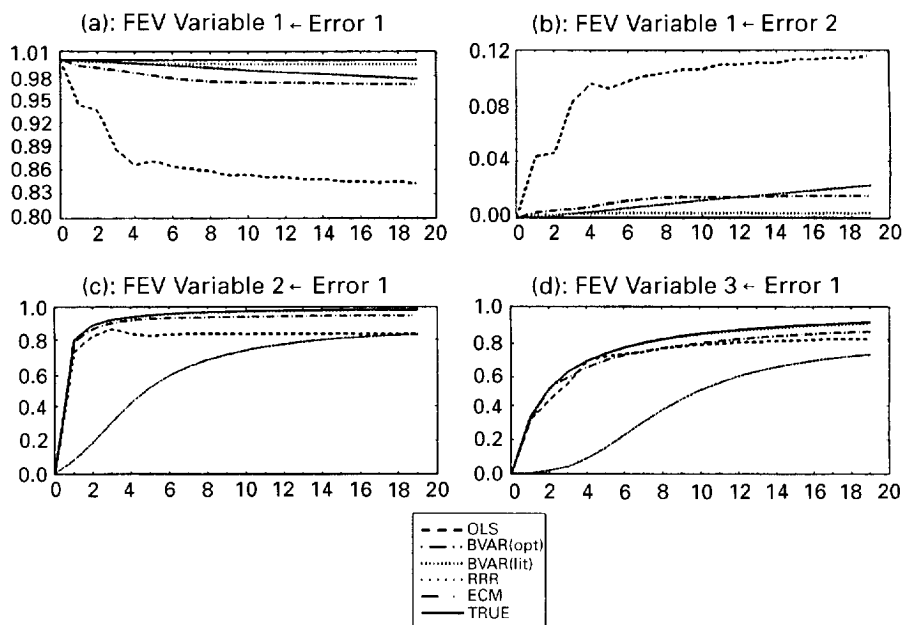 (a): FEV Variable 1 ← Error 1
1.01
0.98
0.95
0.92
0.89
0.86
0.83
0.80
0 2 4 6 8 10 12 14 16 18 20
(b): FEV Variable 1 ← Error 2
0.12
0.08
0.04
0.00
0 2 4 6 8 10 12 14 16 18 20
(c): FEV Variable 2 ← Error 1
1.0
0.8
0.6
0.4
0.2
0.0
0 2 4 6 8 10 12 14 16 18 20
(d): FEV Variable 3 ← Error 1
1.0
0.8
0.6
0.4
0.2
0.0
0 2 4 6 8 10 12 14 16 18 20
OLS
BVAR(opt)
BVAR(lit)
RRR
ECM
TRUE